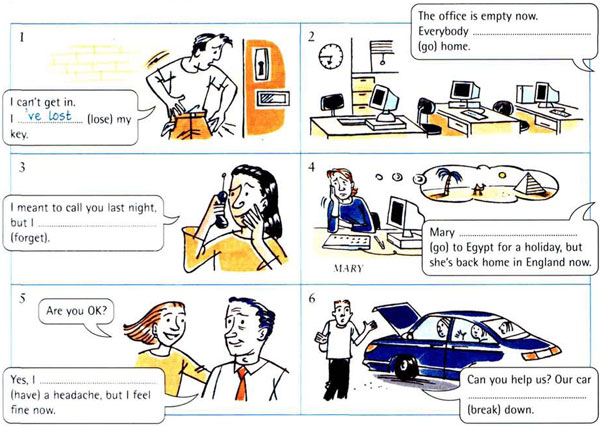 1
I can't get in.
I 've lost (lose) my
key.
2
The office is empty now.
Everybody ..............................
(go) home.
3
I meant to call you last night,
but I ..............................
(forget).
4
Mary ..............................
(go) to Egypt for a holiday, but
she's back home in England now.
MARY
5
Are you OK?
Yes, I ..............................
(have) a headache, but I feel
fine now.
6
Can you help us? Our car
..............................
(break) down.